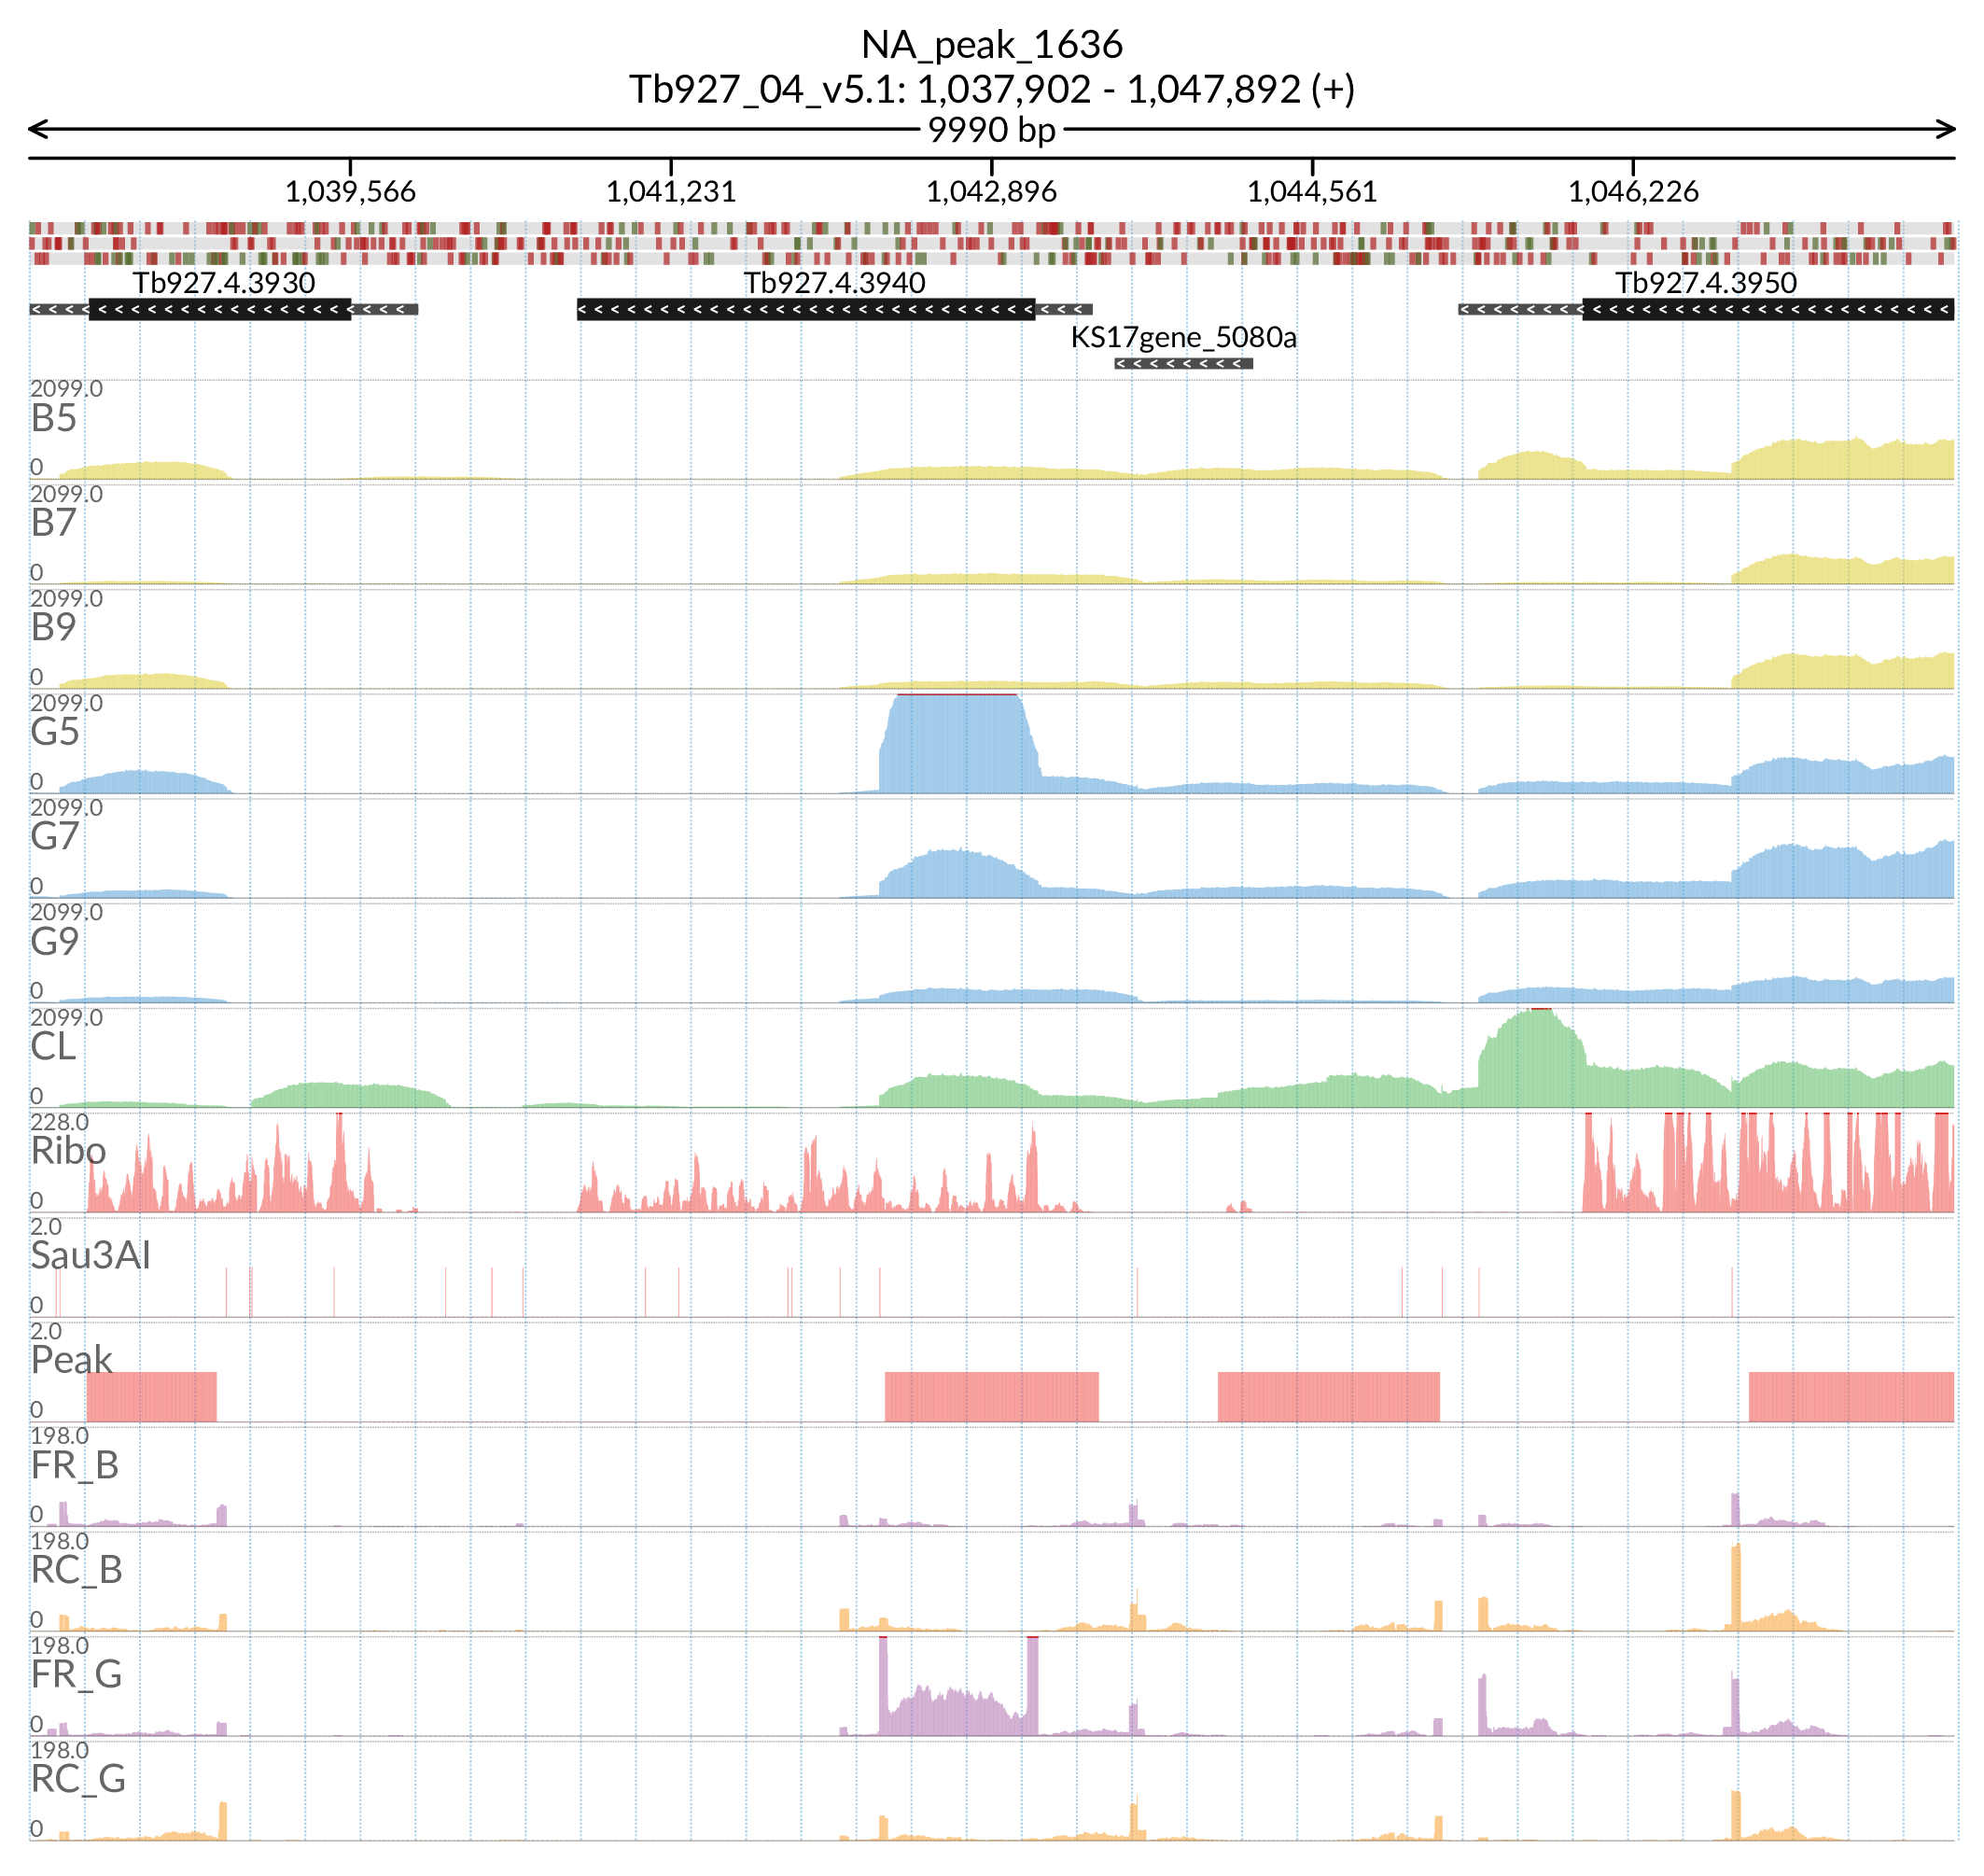 NA_peak_1636
Tb927_04_v5.1: 1,037,902 - 1,047,892 (+)
9990 bp
1,039,566 1,041,231 1,042,896 1,044,561 1,046,226
Tb927.4.3930 Tb927.4.3940 Tb927.4.3950
KS17gene_5080a
2099.0
B5
0
2099.0
B7
0
2099.0
B9
0
2099.0
G5
0
2099.0
G7
0
2099.0
G9
0
2099.0
CL
0
228.0
Ribo
0
2.0
Sau3AI
0
2.0
Peak
0
198.0
FR_B
0
198.0
RC_B
0
198.0
FR_G
0
198.0
RC_G
0